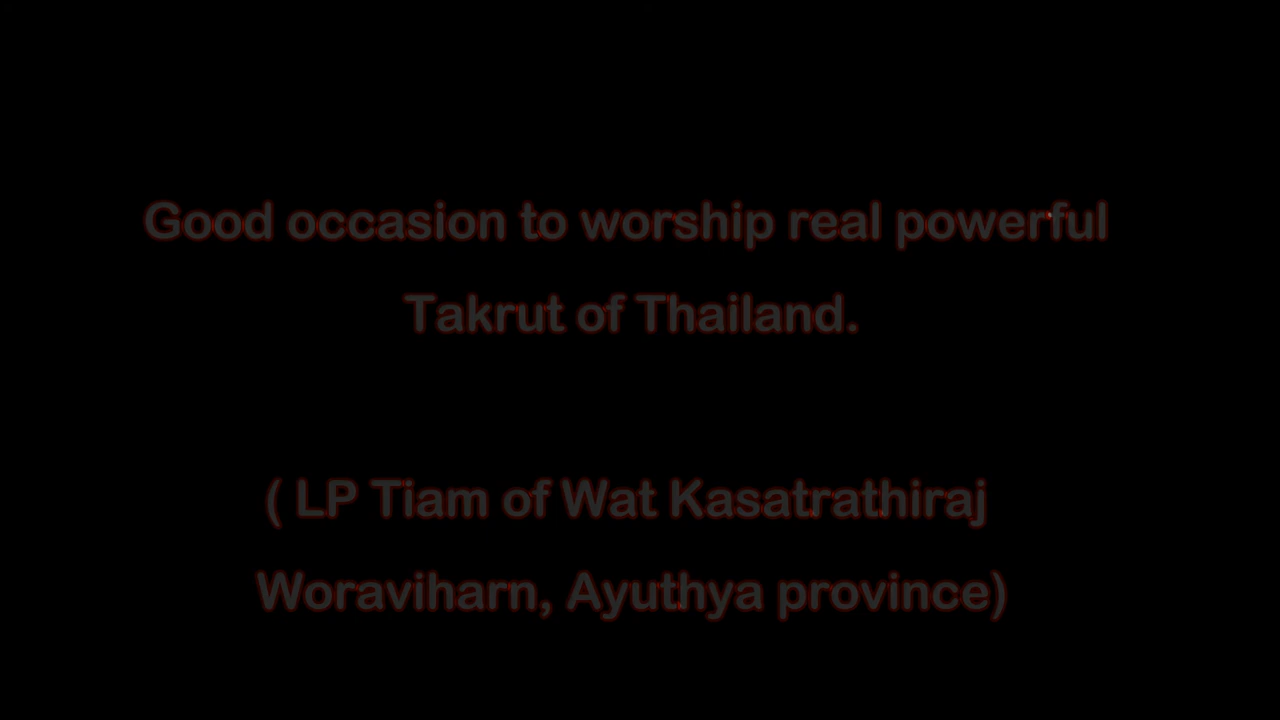 Good occasion to worship real powerful
Takrut of Thailand.
( LP Tiam of Wat Kasatrathiraj
Woraviharn, Ayuthya province)